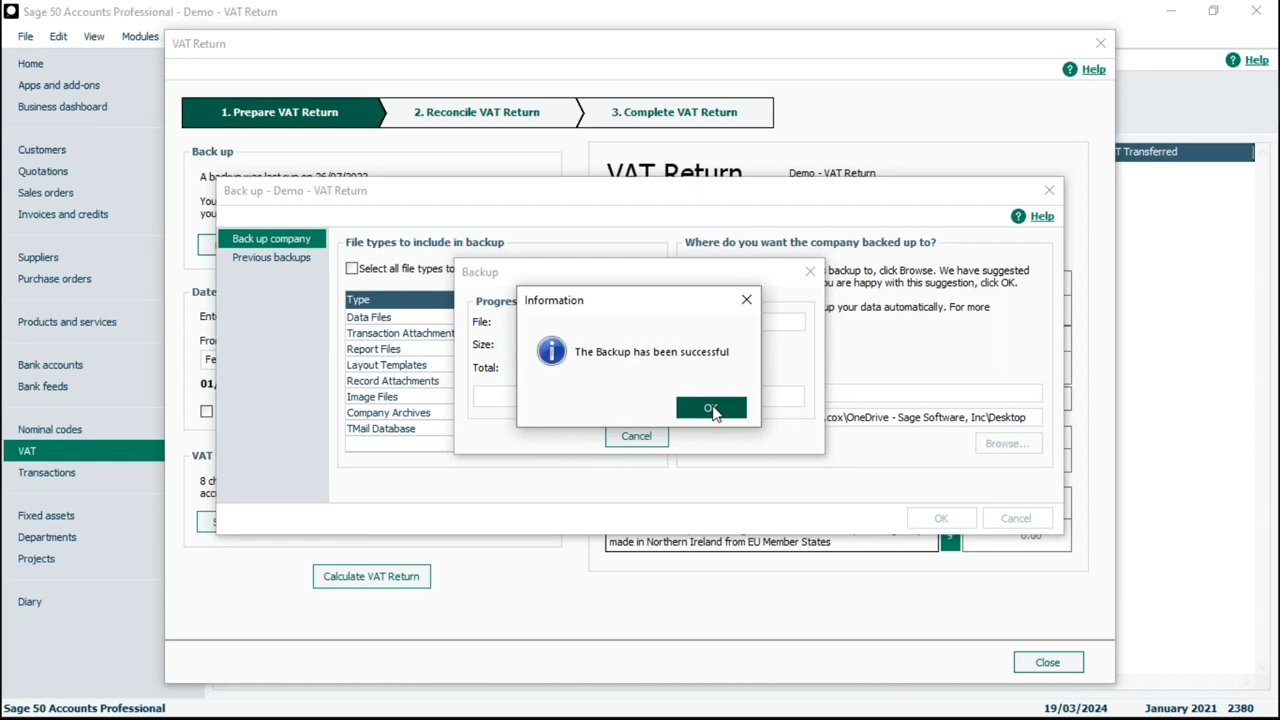 Sage 50 Accounts Professional - Demo - VAT Return
File Edit View Modules
VAT Return
Help
Help
Home
Apps and add-ons
Business dashboard
Customers
Quotations
Sales orders
Invoices and credits
Suppliers
Purchase orders
Products and services
Bank accounts
Bank feeds
Nominal codes
VAT
Transactions
Fixed assets
Departments
Projects
Diary
1. Prepare VAT Return
2. Reconcile VAT Return
3. Complete VAT Return
Back up
VAT Return
Demo - VAT Return
Transferred
Back up - Demo - VAT Return
Help
Back up company
Previous backups
File types to include in backup
Select all file types to
Type
Data Files
Transaction Attachment
Report Files
Layout Templates
Record Attachments
Image Files
Company Archives
TMail Database
Where do you want the company backed up to?
backup to, click Browse. We have suggested
ou are happy with this suggestion, click OK.
up your data automatically. For more
.cox\OneDrive - Sage Software, Inc\Desktop
Browse...
OK
Cancel
Backup
Progres
File:
Size:
Total:
Cancel
Information
The Backup has been successful
OK
VAT
made in Northern Ireland from EU Member States
0.00
Calculate VAT Return
Close
Sage 50 Accounts Professional
19/03/2024
January 2021
2380